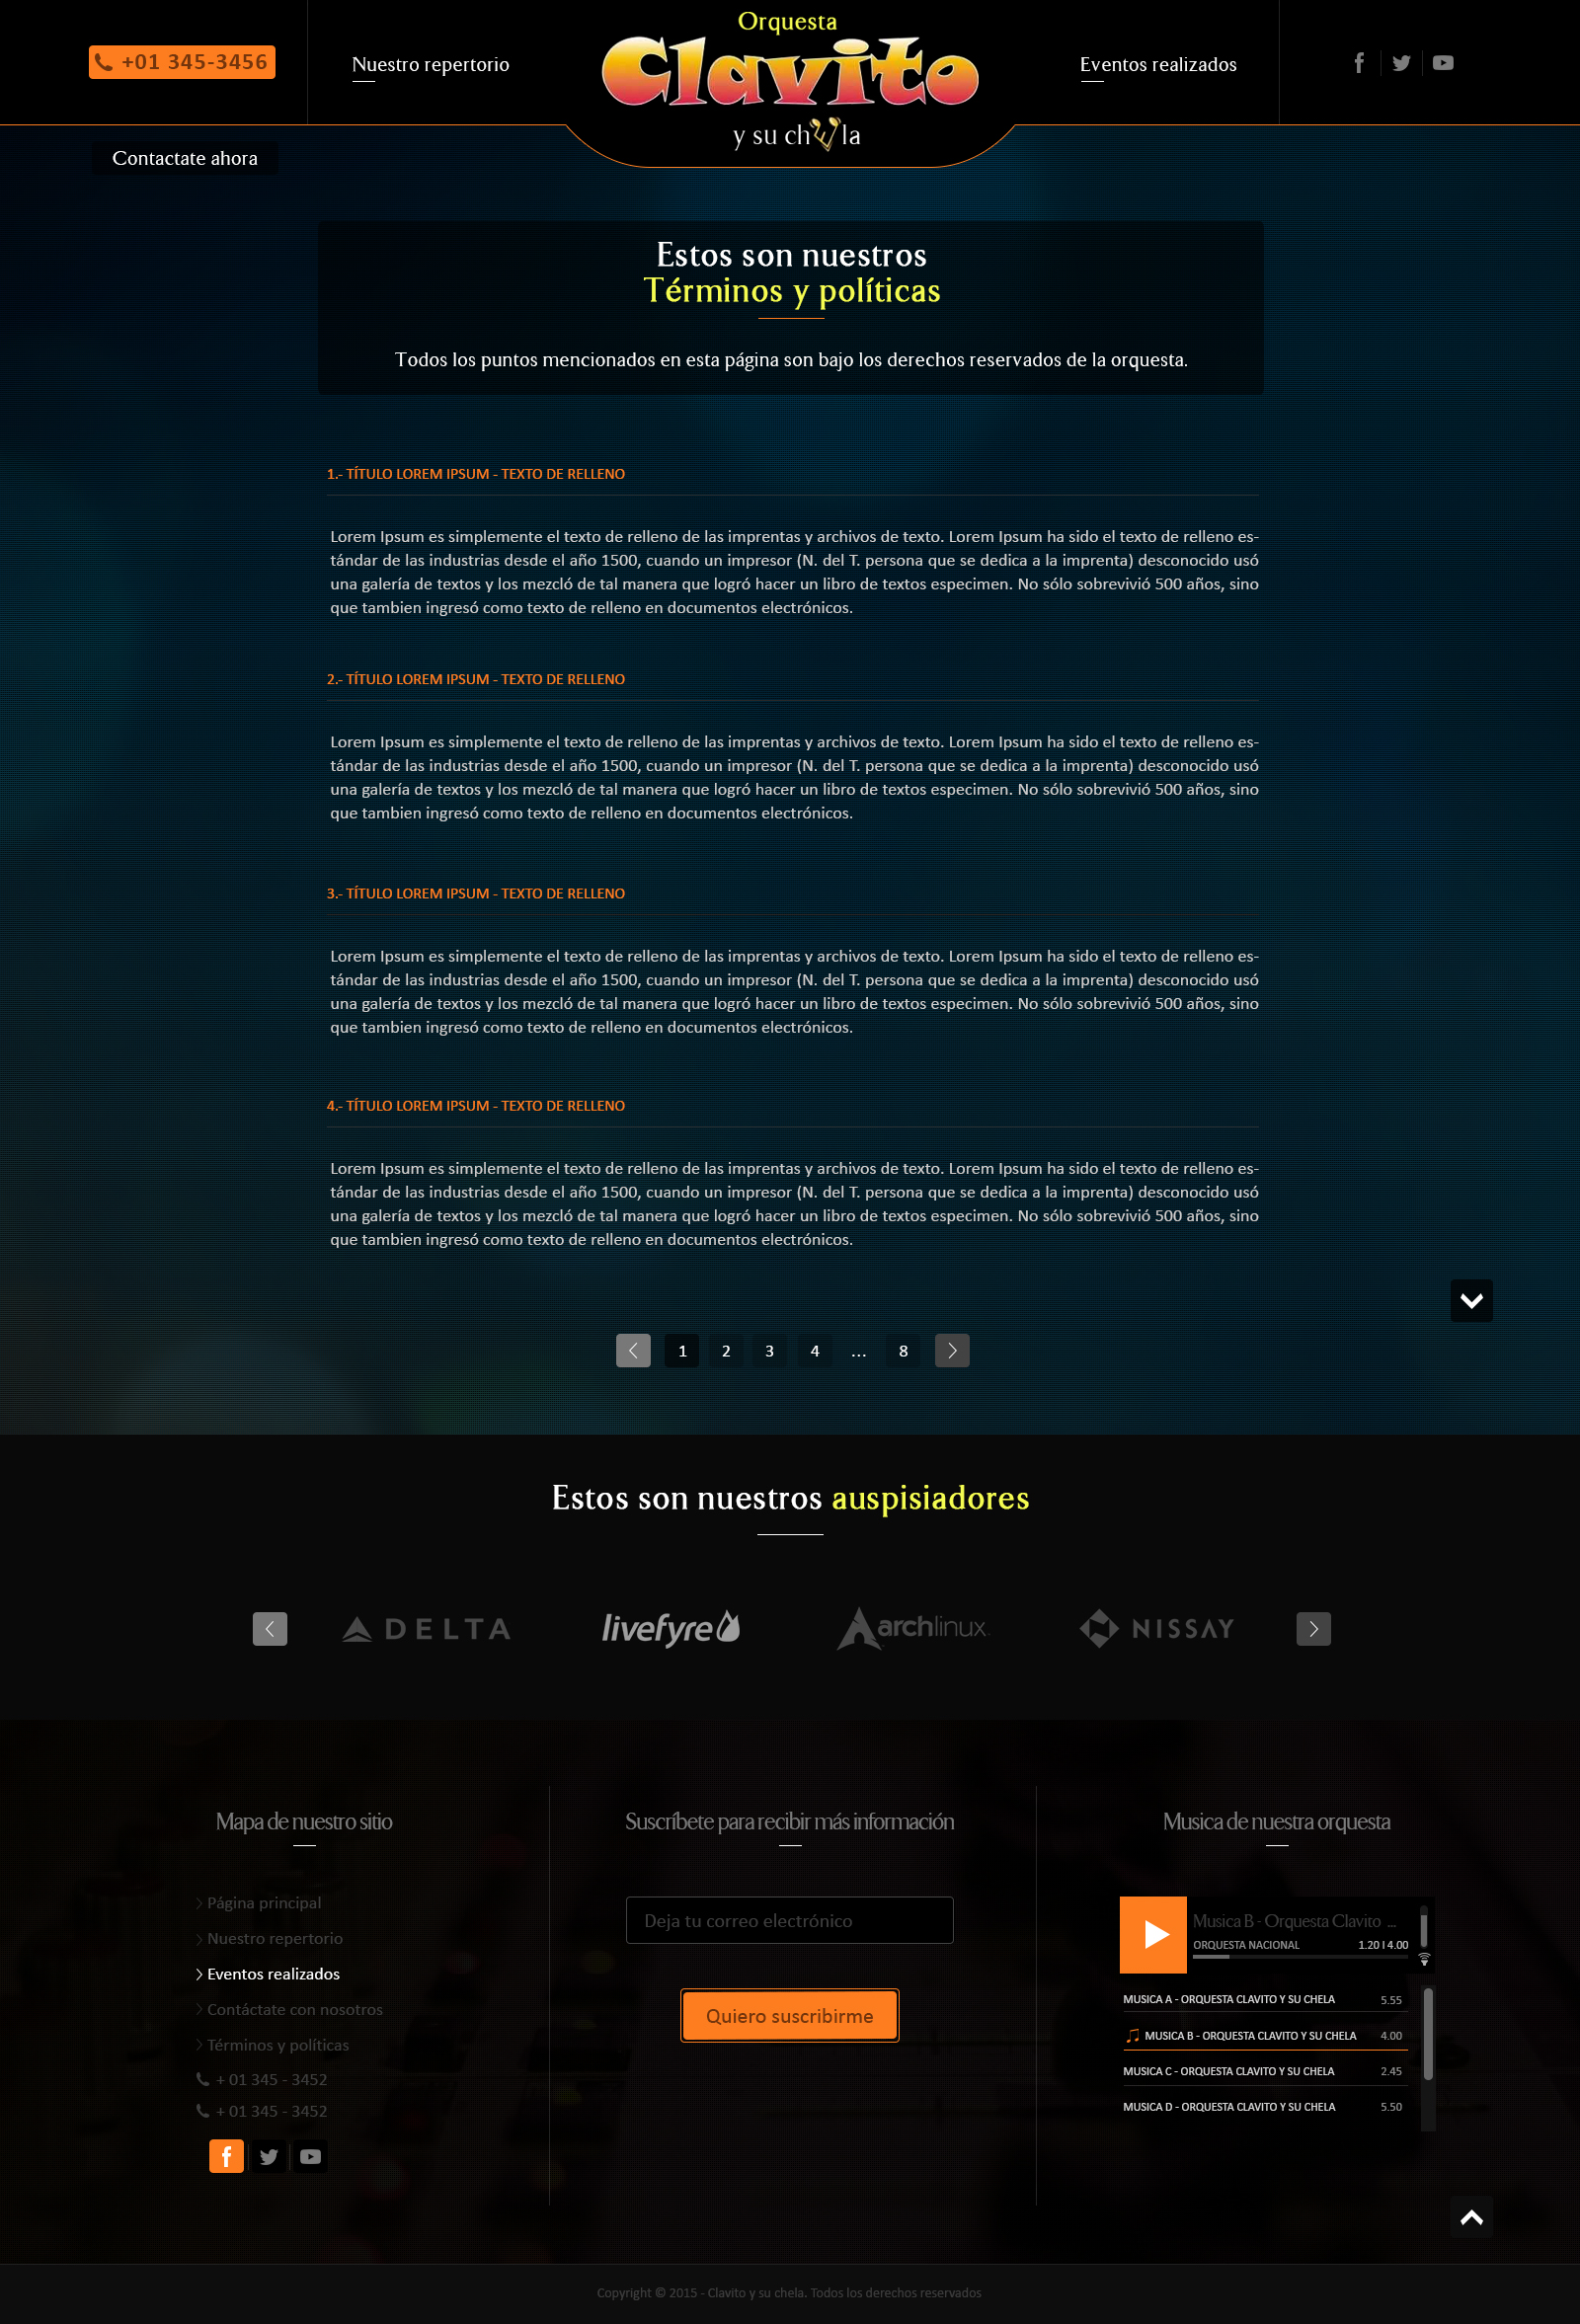 +01 345-3456
Nuestro repertorio
Orquesta
Clavito
y su chela
Eventos realizados
Contactate ahora
Estos son nuestros
Términos y políticas
Todos los puntos mencionados en esta página son bajo los derechos reservados de la orquesta.
1.- TÍTULO LOREM IPSUM - TEXTO DE RELLENO
Lorem Ipsum es simplemente el texto de relleno de las imprentas y archivos de texto. Lorem Ipsum ha sido el texto de relleno es-
tándar de las industrias desde el año 1500, cuando un impresor (N. del T. persona que se dedica a la imprenta) desconocido usó
una galería de textos y los mezcló de tal manera que logró hacer un libro de textos especimen. No sólo sobrevivió 500 años, sino
que tambien ingresó como texto de relleno en documentos electrónicos.
2.- TÍTULO LOREM IPSUM - TEXTO DE RELLENO
Lorem Ipsum es simplemente el texto de relleno de las imprentas y archivos de texto. Lorem Ipsum ha sido el texto de relleno es-
tándar de las industrias desde el año 1500, cuando un impresor (N. del T. persona que se dedica a la imprenta) desconocido usó
una galería de textos y los mezcló de tal manera que logró hacer un libro de textos especimen. No sólo sobrevivió 500 años, sino
que tambien ingresó como texto de relleno en documentos electrónicos.
3.- TÍTULO LOREM IPSUM - TEXTO DE RELLENO
Lorem Ipsum es simplemente el texto de relleno de las imprentas y archivos de texto. Lorem Ipsum ha sido el texto de relleno es-
tándar de las industrias desde el año 1500, cuando un impresor (N. del T. persona que se dedica a la imprenta) desconocido usó
una galería de textos y los mezcló de tal manera que logró hacer un libro de textos especimen. No sólo sobrevivió 500 años, sino
que tambien ingresó como texto de relleno en documentos electrónicos.
4.- TÍTULO LOREM IPSUM - TEXTO DE RELLENO
Lorem Ipsum es simplemente el texto de relleno de las imprentas y archivos de texto. Lorem Ipsum ha sido el texto de relleno es-
tándar de las industrias desde el año 1500, cuando un impresor (N. del T. persona que se dedica a la imprenta) desconocido usó
una galería de textos y los mezcló de tal manera que logró hacer un libro de textos especimen. No sólo sobrevivió 500 años, sino
que tambien ingresó como texto de relleno en documentos electrónicos.
1 2 3 4 ... 8
Estos son nuestros auspisiadores
DELTA livefyre archlinux NISSAY
Mapa de nuestro sitio
Página principal
Nuestro repertorio
Eventos realizados
Contáctate con nosotros
Términos y políticas
+ 01 345 - 3452
+ 01 345 - 3452
Suscríbete para recibir más información
Deja tu correo electrónico
Quiero suscribirme
Musica de nuestra orquesta
Musica B - Orquesta Clavito ...
ORQUESTA NACIONAL 1.20 I 4.00
MUSICA A - ORQUESTA CLAVITO Y SU CHELA 5.55
MUSICA B - ORQUESTA CLAVITO Y SU CHELA 4.00
MUSICA C - ORQUESTA CLAVITO Y SU CHELA 2.45
MUSICA D - ORQUESTA CLAVITO Y SU CHELA 5.50
Copyright © 2015 - Clavito y su chela. Todos los derechos reservados